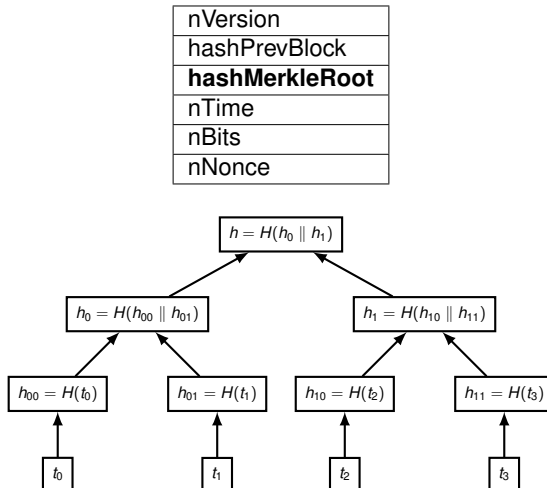 nVersion
hashPrevBlock
hashMerkleRoot
nTime
nBits
nNonce
h = H(h₀ ∥ h₁)
h₀ = H(h₀₀ ∥ h₀₁) h₁ = H(h₁₀ ∥ h₁₁)
h₀₀ = H(t₀) h₀₁ = H(t₁) h₁₀ = H(t₂) h₁₁ = H(t₃)
t₀ t₁ t₂ t₃